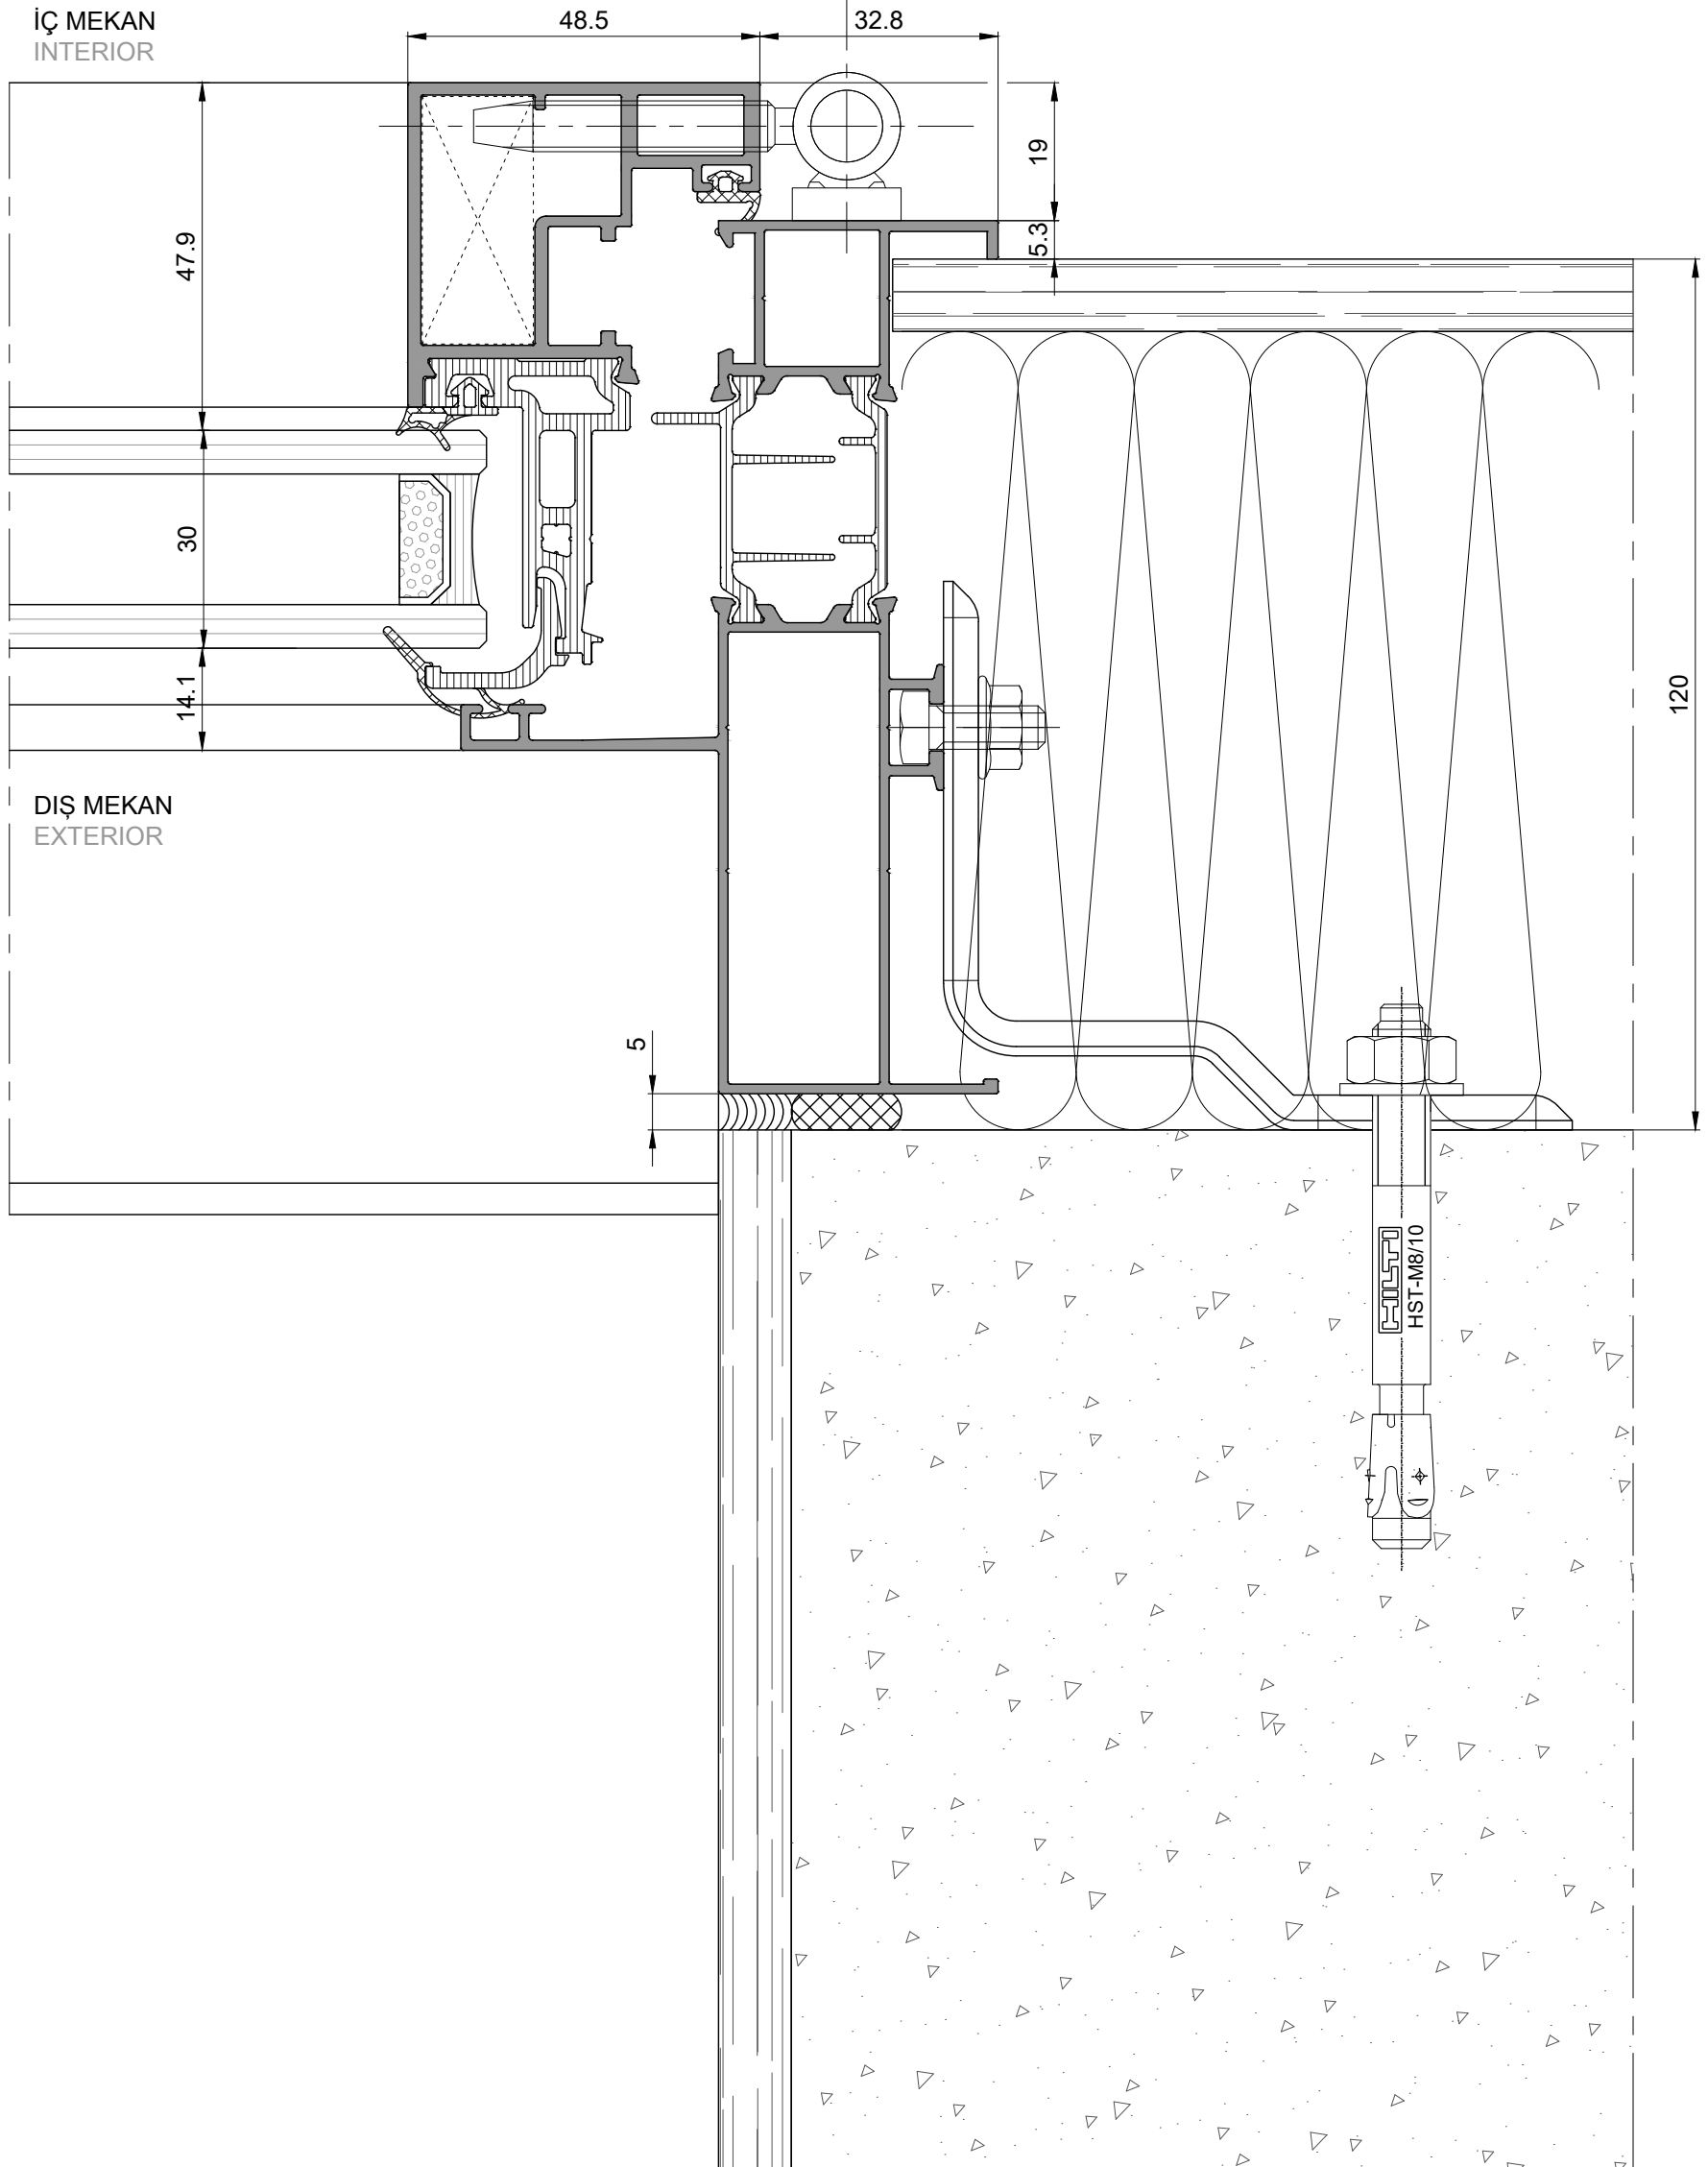 İÇ MEKAN
INTERIOR
48.5
32.8
19
5.3
47.9
30
14.1
120
DIŞ MEKAN
EXTERIOR
5
HILTI
HST-M8/10